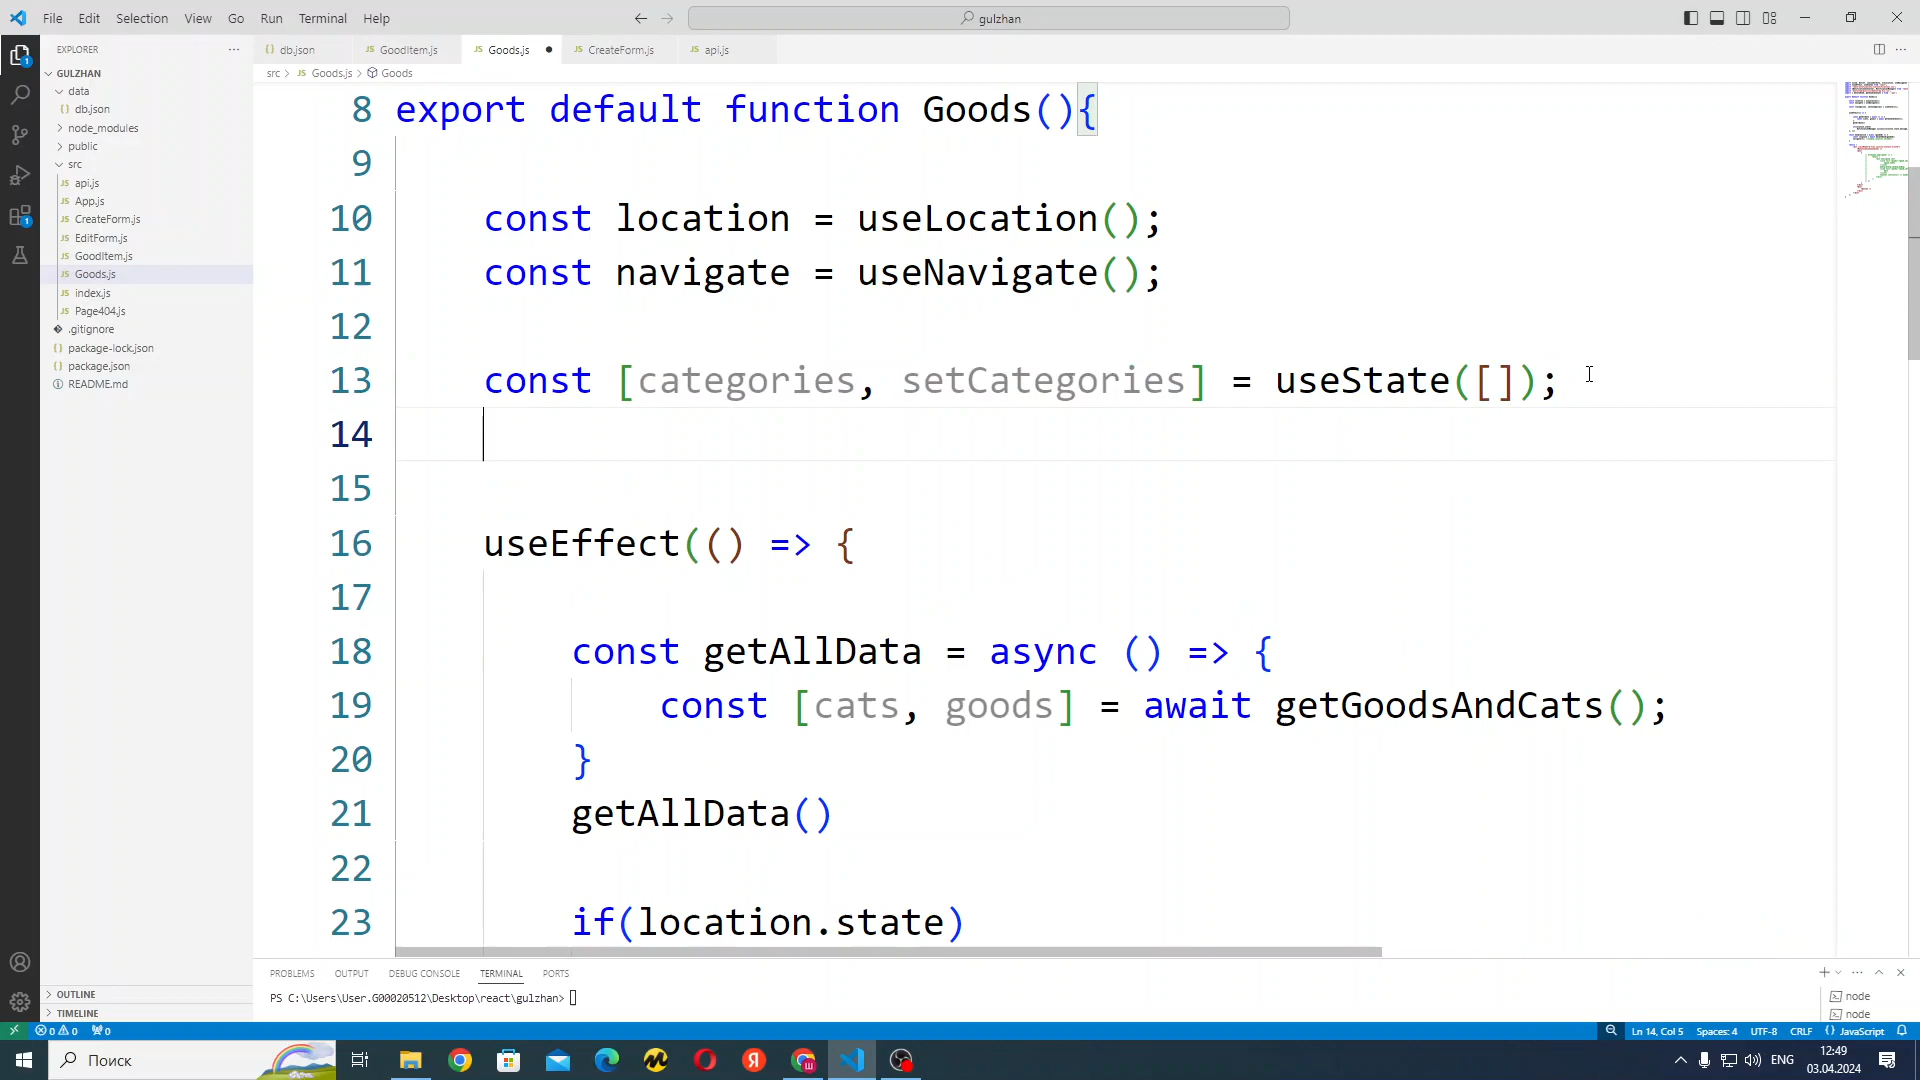 File Edit Selection View Go Run Terminal Help
gulzhan
EXPLORER
GULZHAN
data
db.json
node_modules
public
src
api.js
App.js
CreateForm.js
EditForm.js
GoodItem.js
Goods.js
index.js
Page404.js
.gitignore
package-lock.json
package.json
README.md
OUTLINE
TIMELINE
db.json GoodItem.js Goods.js CreateForm.js api.js
src > Goods.js > Goods
8 export default function Goods(){
9
10 const location = useLocation();
11 const navigate = useNavigate();
12
13 const [categories, setCategories] = useState([]);
14
15
16 useEffect(() => {
17
18 const getAllData = async () => {
19 const [cats, goods] = await getGoodsAndCats();
20 }
21 getAllData()
22
23 if(location.state)
PROBLEMS OUTPUT DEBUG CONSOLE TERMINAL PORTS
PS C:\Users\User.G00020512\Desktop\react\gulzhan>
node
node
0 0 0 Ln 14, Col 5 Spaces: 4 UTF-8 CRLF {} JavaScript
Поиск
ENG
12:49
03.04.2024